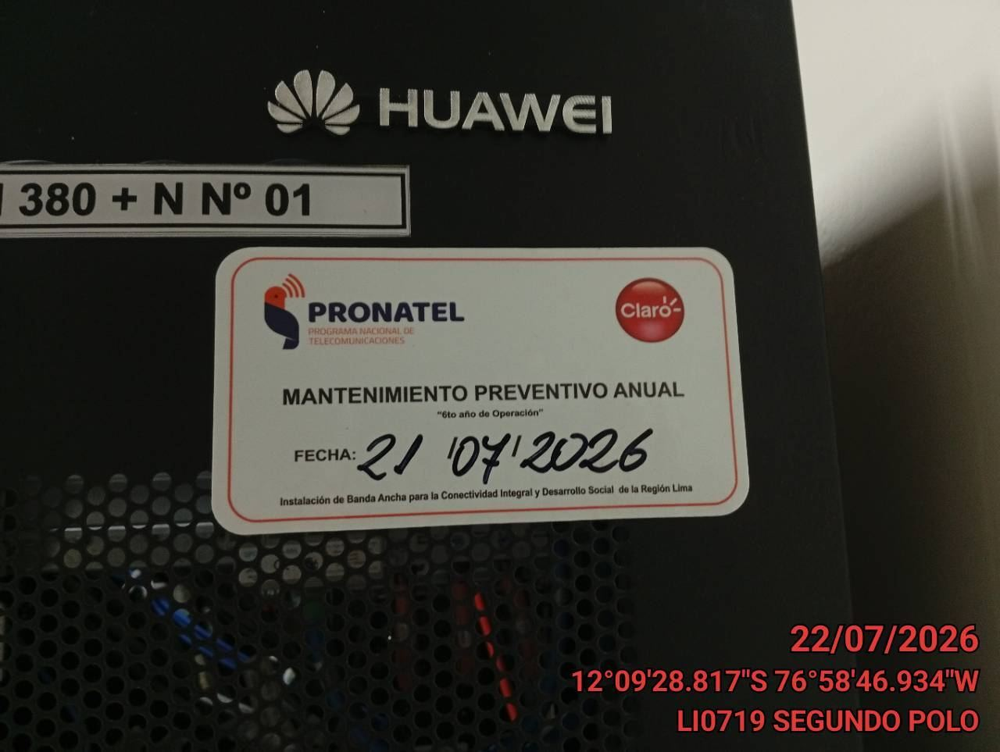 HUAWEI
380 + N Nº 01
PRONATEL
PROGRAMA NACIONAL DE
TELECOMUNICACIONES
Claro
MANTENIMIENTO PREVENTIVO ANUAL
"6to año de Operación"
FECHA: 21/07/2026
Instalación de Banda Ancha para la Conectividad Integral y Desarrollo Social de la Región Lima
22/07/2026
12°09'28.817"S 76°58'46.934"W
LI0719 SEGUNDO POLO